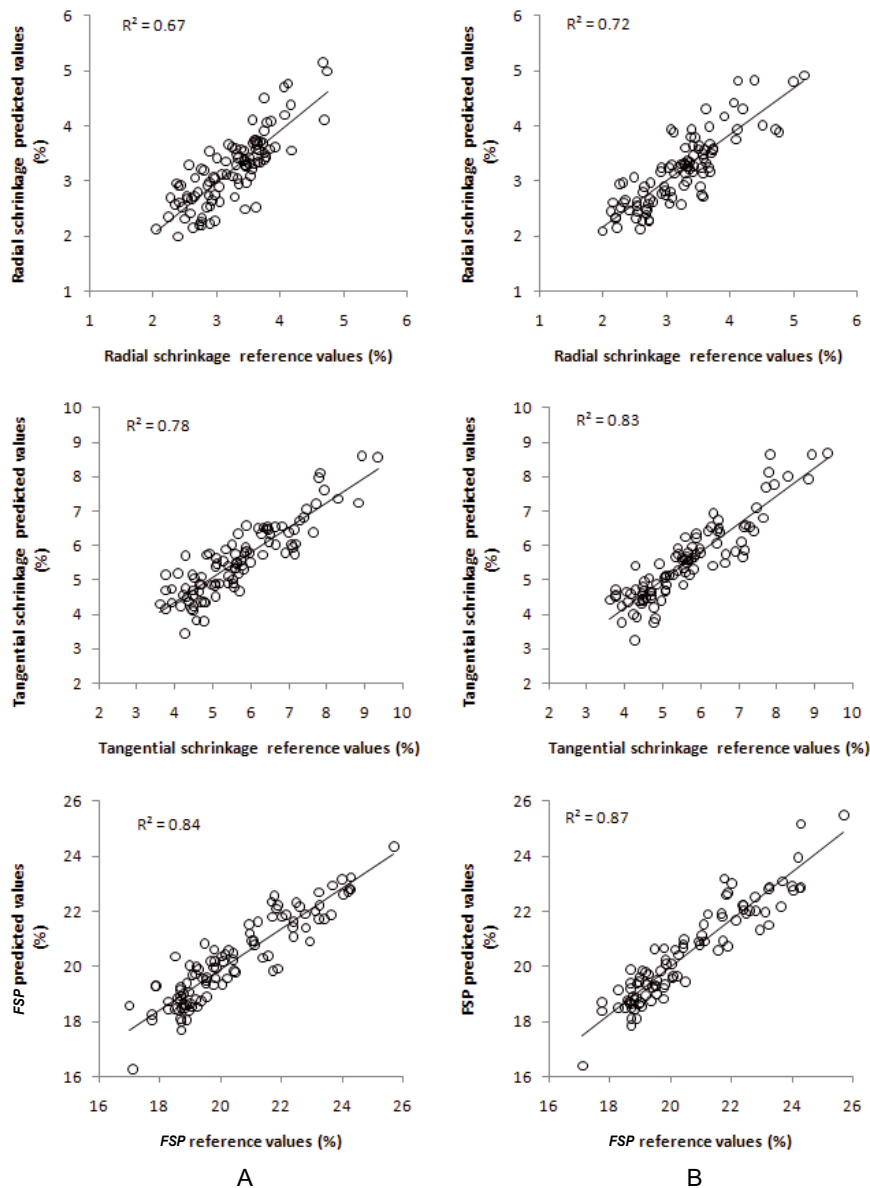 R² = 0.67
6
5
4
3
2
1
1 2 3 4 5 6
Radial schrinkage predicted values
(%)
Radial schrinkage reference values (%)
R² = 0.72
6
5
4
3
2
1
1 2 3 4 5 6
Radial schrinkage predicted values
(%)
Radial schrinkage reference values (%)
R² = 0.78
10
9
8
7
6
5
4
3
2
2 3 4 5 6 7 8 9 10
Tangential schrinkage predicted values
(%)
Tangential schrinkage reference values (%)
R² = 0.83
10
9
8
7
6
5
4
3
2
2 3 4 5 6 7 8 9 10
Tangential schrinkage predicted values
(%)
Tangential schrinkage reference values (%)
R² = 0.84
26
24
22
20
18
16
16 18 20 22 24 26
FSP predicted values
(%)
FSP reference values (%)
R² = 0.87
26
24
22
20
18
16
16 18 20 22 24 26
FSP predicted values
(%)
FSP reference values (%)
A
B